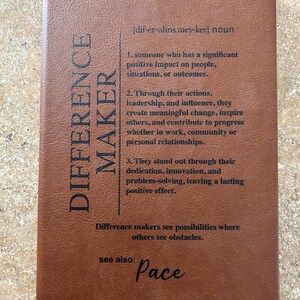 DIFFERENCE
MAKER
[dif-er-uhns mey-ker] noun
1. someone who has a significant
positive impact on people,
situations, or outcomes.
2. Through their actions,
leadership, and influence, they
create meaningful change, inspire
others, and contribute to progress
whether in work, community or
personal relationships.
3. They stand out through their
dedication, innovation, and
problem-solving, leaving a lasting
positive effect.
Difference makers see possibilities where
others see obstacles.
see also:
Pace